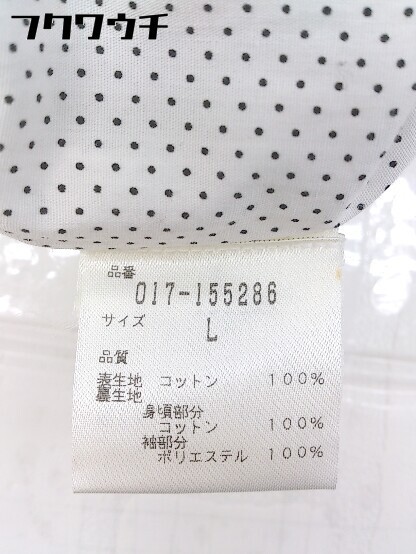 フクワウチ
品番
017-155286
サイズ
L
品質
表生地 コットン 100%
裏生地
身頃部分
コットン 100%
袖部分
ポリエステル 100%